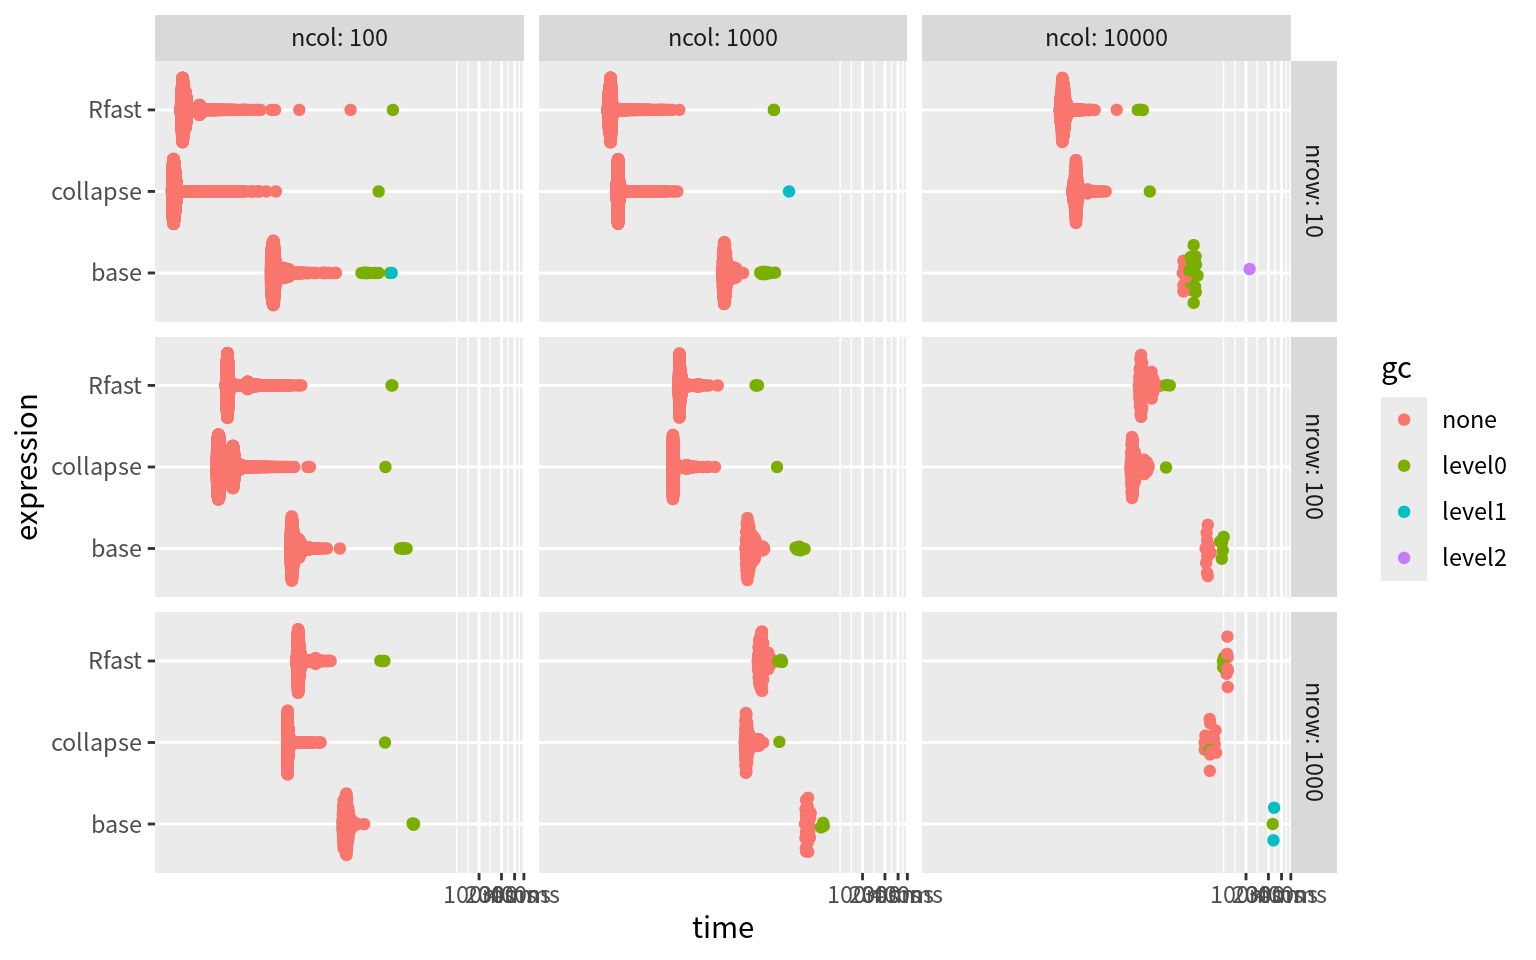 ncol: 100
ncol: 1000
ncol: 10000
Rfast
collapse
base
nrow: 10
Rfast
collapse
base
nrow: 100
Rfast
collapse
base
nrow: 1000
expression
time
gc
none
level0
level1
level2